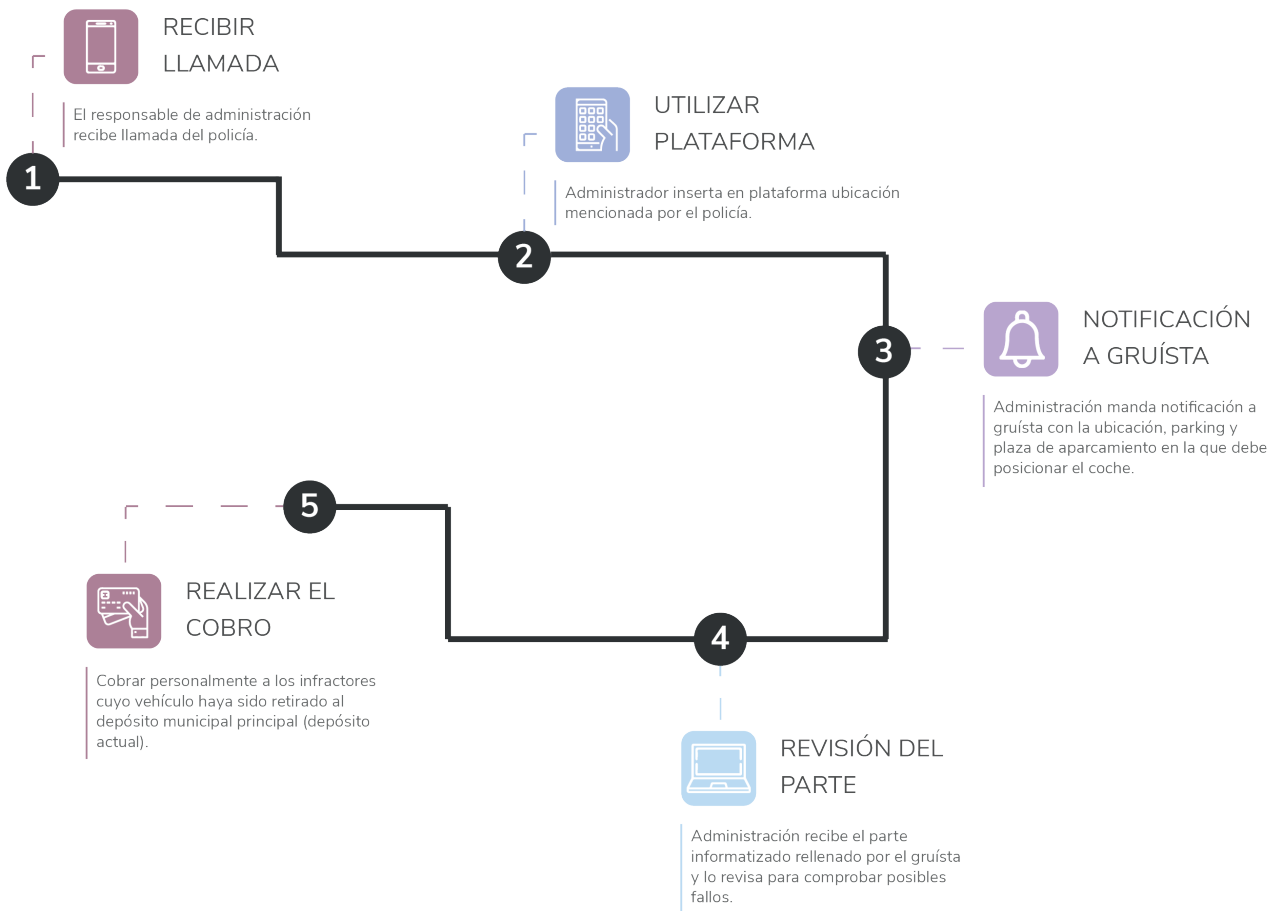 RECIBIR
LLAMADA
El responsable de administración
recibe llamada del policía.
1
UTILIZAR
PLATAFORMA
Administrador inserta en plataforma ubicación
mencionada por el policía.
2
NOTIFICACIÓN
A GRUÍSTA
Administración manda notificación a
gruísta con la ubicación, parking y
plaza de aparcamiento en la que debe
posicionar el coche.
3
REVISIÓN DEL
PARTE
Administración recibe el parte
informatizado rellenado por el gruísta
y lo revisa para comprobar posibles
fallos.
4
REALIZAR EL
COBRO
Cobrar personalmente a los infractores
cuyo vehículo haya sido retirado al
depósito municipal principal (depósito
actual).
5